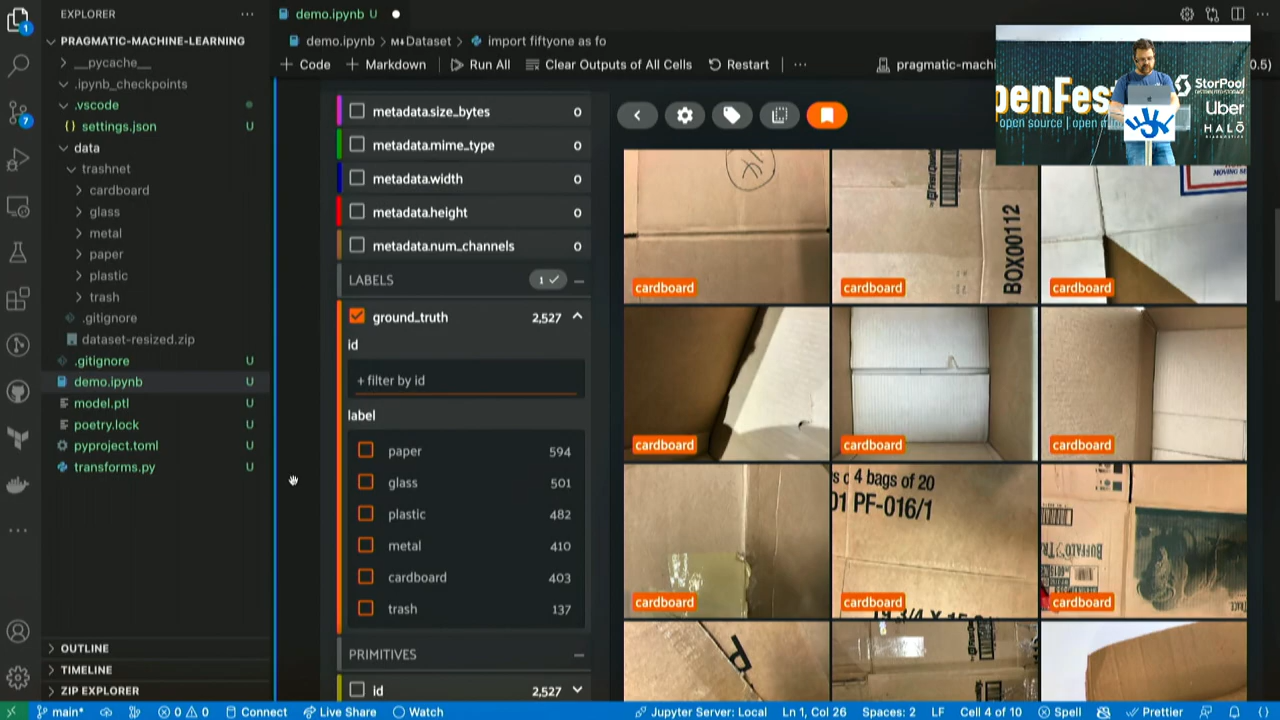 EXPLORER
PRAGMATIC-MACHINE-LEARNING
__pycache__
.ipynb_checkpoints
.vscode
settings.json U
data
trashnet
cardboard
glass
metal
paper
plastic
trash
.gitignore
dataset-resized.zip
.gitignore U
demo.ipynb U
model.ptl U
poetry.lock U
pyproject.toml U
transforms.py U
OUTLINE
TIMELINE
ZIP EXPLORER
1
7
demo.ipynb U
demo.ipynb > M↓Dataset > import fiftyone as fo
+ Code + Markdown Run All Clear Outputs of All Cells Restart ... pragmatic-machi
0.5)
metadata.size_bytes 0
metadata.mime_type 0
metadata.width 0
metadata.height 0
metadata.num_channels 0
LABELS 1
ground_truth 2,527
id
+ filter by id
label
paper 594
glass 501
plastic 482
metal 410
cardboard 403
trash 137
PRIMITIVES
id 2,527
penFes
open source | open
StorPool
Uber
HALO
cardboard
cardboard
BOX00112
cardboard
cardboard
cardboard
cardboard
cardboard
4 bags of 20
01 PF-016/1
cardboard
cardboard
main* 0 0 Connect Live Share Watch
Jupyter Server: Local Ln 1, Col 26 Spaces: 2 LF Cell 4 of 10 Spell Prettier